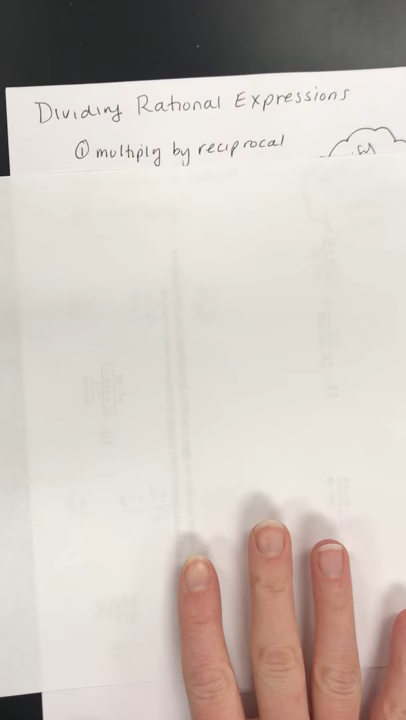 Dividing Rational Expressions
① multiply by reciprocal